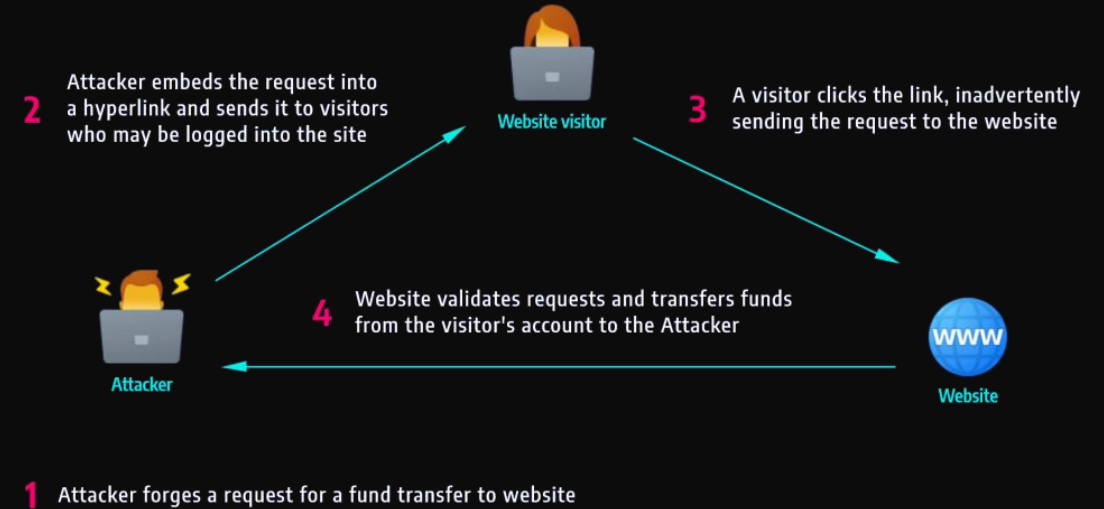 2
Attacker embeds the request into
a hyperlink and sends it to visitors
who may be logged into the site
Website visitor
3
A visitor clicks the link, inadvertently
sending the request to the website
4
Website validates requests and transfers funds
from the visitor's account to the Attacker
Attacker
WWW
Website
1 Attacker forges a request for a fund transfer to website